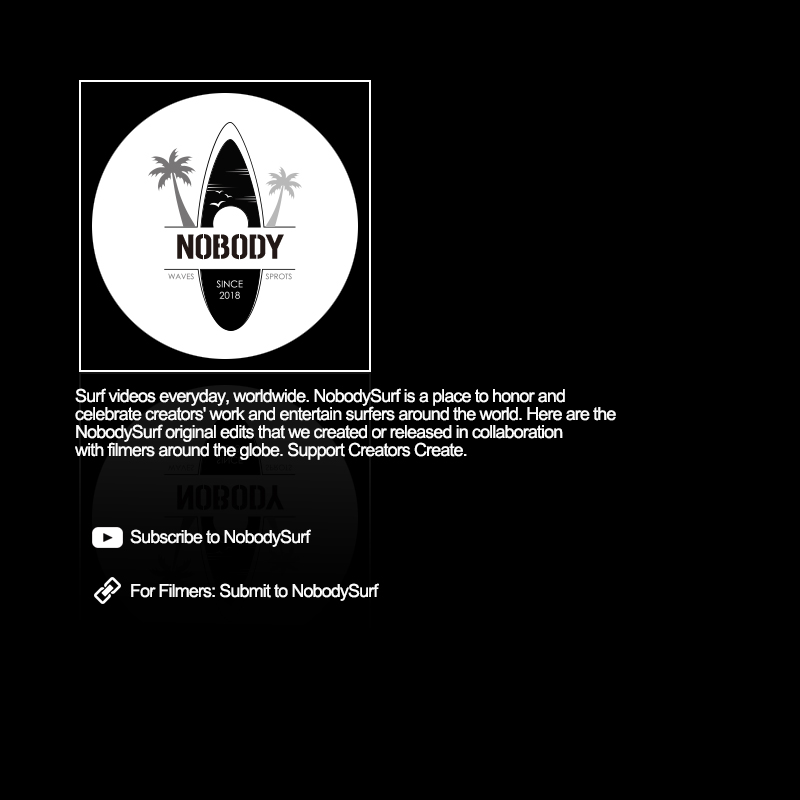 NOBODY
WAVES SPROTS
SINCE
2018
Surf videos everyday, worldwide. NobodySurf is a place to honor and
celebrate creators' work and entertain surfers around the world. Here are the
NobodySurf original edits that we created or released in collaboration
with filmers around the globe. Support Creators Create.
Subscribe to NobodySurf
For Filmers: Submit to NobodySurf